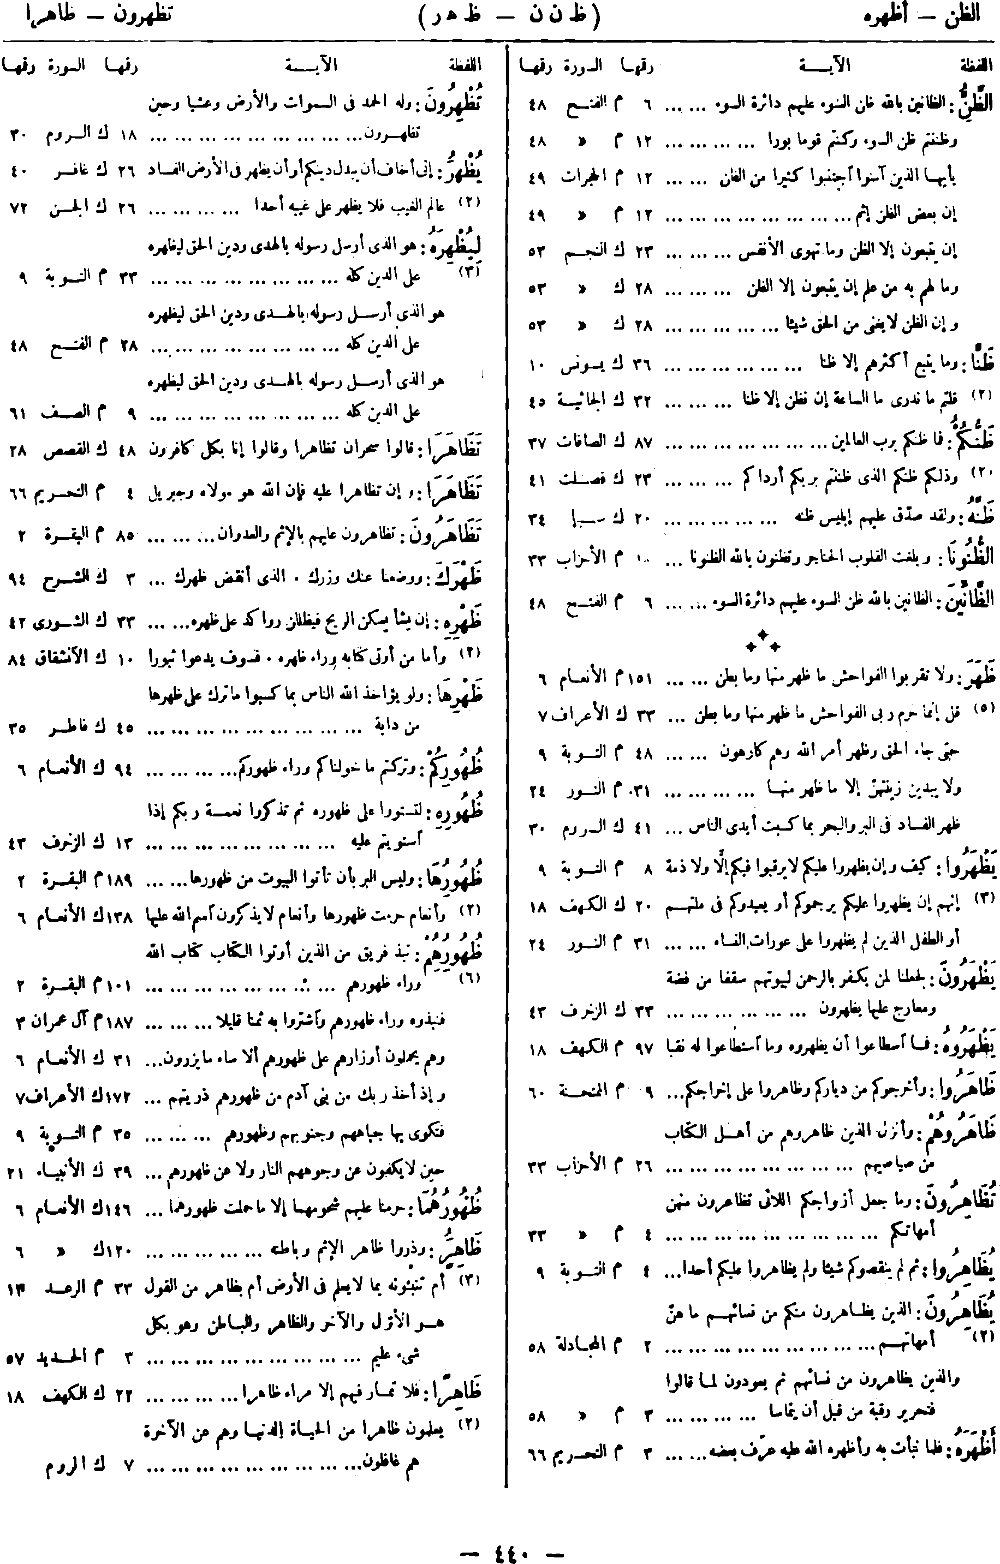 الظن – أظهره (ظ ن ن – ظ ه ر) تظهرون – ظاهرا
اللفظة الآيـــة رقمها السورة رقمها
الظَّنُّ: الظانين بالله ظن السوء عليهم دائرة السوء ... ... ٦ م الفتح ٤٨
وظننتم ظن السوء وكنتم قوما بورا ... ... ... ١٢ م » ٤٨
يأيها الذين آمنوا اجتنبوا كثيرا من الظن ... ... ١٢ م الحجرات ٤٩
إن بعض الظن إثم ... ... ... ... ... ... ... ١٢ م » ٤٩
إن يتبعون إلا الظن وما تهوى الأنفس ... ... ... ٢٣ ك النجم ٥٣
وما لهم به من علم إن يتبعون إلا الظن ... ... ... ٢٨ ك » ٥٣
و إن الظن لا يغنى من الحق شيئا ... ... ... ... ٢٨ ك » ٥٣
ظَنًّا: وما يتبع أكثرهم إلا ظنا ... ... ... ... ... ٣٦ ك يونس ١٠
(٢) قلتم ما ندرى ما الساعة إن نظن إلا ظنا ... ... ... ٣٢ ك الجاثية ٤٥
ظَنُّكُمْ: فما ظنكم برب العالمين ... ... ... ... ... ... ٨٧ ك الصافات ٣٧
(٢) وذلكم ظنكم الذى ظننتم بربكم أرداكم ... ... ... ٢٣ ك فصلت ٤١
ظَنَّهُ: ولقد صدّق عليهم إبليس ظنه ... ... ... ... ... ٢٠ ك سبإ ٣٤
الظُّنُونَا: وبلغت القلوب الحناجر وتظنون بالله الظنونا ... ... ١٠ م الأحزاب ٣٣
الظَّانِّينَ: الظانين بالله ظن السوء عليهم دائرة السوء ... ... ٦ م الفتح ٤٨
ظَهَرَ: ولا تقربوا الفواحش ما ظهر منها وما بطن ... ... ١٥١ م الأنعام ٦
(٥) قل إنما حرم ربى الفواحش ما ظهر منها وما بطن ... ٣٣ ك الأعراف ٧
حتى جاء الحق وظهر أمر الله وهم كارهون ... ... ٤٨ م التوبة ٩
ولا يبدين زينتهنّ إلا ما ظهر منها ... ... ... ... ٣١ م النور ٢٤
ظهر الفساد فى البر والبحر بما كسبت أيدى الناس ... ٤١ ك الروم ٣٠
يَظْهَرُوا: كيف وإن يظهروا عليكم لا يرقبوا فيكم إلًّا ولا ذمة ٨ م التوبة ٩
(٣) إنهم إن يظهروا عليكم يرجموكم أو يعيدوكم فى ملتهم ٢٠ ك الكهف ١٨
أو الطفل الذين لم يظهروا على عورات النساء ... ... ٣١ م النور ٢٤
يَظْهَرُونَ: لجعلنا لمن يكفر بالرحمن لبيوتهم سقفا من فضة
ومعارج عليها يظهرون ... ... ... ... ... ... ٣٣ ك الزخرف ٤٣
يَظْهَرُوهُ: فما اسطاعوا أن يظهروه وما استطاعوا له نقبا ٩٧ م الكهف ١٨
ظَاهَرُوا: وأخرجوكم من دياركم وظاهروا على إخراجكم... ٩ م الممتحنة ٦٠
ظَاهَرُوهُمْ: وأنزل الذين ظاهروهم من أهل الكتاب
من صياصيهم ... ... ... ... ... ... ... ... ٢٦ م الأحزاب ٣٣
تُظَاهِرُونَ: وما جعل أزواجكم اللائى تظاهرون منهن
أمهاتكم ... ... ... ... ... ... ... ... ... ٤ م » ٣٣
يُظَاهِرُوا: ثم لم ينقصوكم شيئا ولم يظاهروا عليكم أحدا... ٤ م التوبة ٩
يُظَاهِرُونَ: الذين يظاهرون منكم من نسائهم ما هنّ
(٢) أمهاتهم ... ... ... ... ... ... ... ... ... ٢ م المجادلة ٥٨
والذين يظاهرون من نسائهم ثم يعودون لما قالوا
فتحرير رقبة من قبل أن يتماسا ... ... ... ... ٣ م » ٥٨
أَظْهَرَهُ: فلما نبأت به وأظهره الله عليه عرّف بعضه ... ... ٣ م التحريم ٦٦
اللفظة الآيـــة رقمها السورة رقمها
تُظْهِرُونَ: وله الحمد فى السموات والأرض وعشيا وحين
تظهرون ... ... ... ... ... ... ... ... ... ١٨ ك الروم ٣٠
يُظْهِرُ: إنى أخاف أن يبدل دينكم أو أن يظهر فى الأرض الفساد ٢٦ ك غافر ٤٠
(٢) عالم الغيب فلا يظهر على غيبه أحدا ... ... ... ... ٢٦ ك الجن ٧٢
لِيُظْهِرَهُ: هو الذى أرسل رسوله بالهدى ودين الحق ليظهره
(٣) على الدين كله ... ... ... ... ... ... ... ... ٣٣ م التوبة ٩
هو الذى أرسل رسوله بالهدى ودين الحق ليظهره
على الدين كله ... ... ... ... ... ... ... ... ٢٨ م الفتح ٤٨
هو الذى أرسل رسوله بالهدى ودين الحق ليظهره
على الدين كله ... ... ... ... ... ... ... ... ٩ م الصف ٦١
تَظَاهَرَا: قالوا سحران تظاهرا وقالوا إنا بكل كافرون ٤٨ ك القصص ٢٨
تَظَاهَرَا: وإن تظاهرا عليه فإن الله هو مولاه وجبريل ٤ م التحريم ٦٦
تَظَاهَرُونَ: تظاهرون عليهم بالإثم والعدوان ... ... ... ٨٥ م البقرة ٢
ظَهْرَكَ: ووضعنا عنك وزرك . الذى أنقض ظهرك ... ٣ ك الشرح ٩٤
ظَهْرِهِ: إن يشأ يسكن الريح فيظللن رواكد على ظهره ... ... ٣٣ ك الشورى ٤٢
(٢) وأما من أوتى كتابه وراء ظهره . فسوف يدعوا ثبورا ١٠ ك الانشقاق ٨٤
ظَهْرِهَا: ولو يؤاخذ الله الناس بما كسبوا ما ترك على ظهرها
من دابة ... ... ... ... ... ... ... ... ... ٤٥ ك فاطر ٣٥
ظُهُورِكُمْ: وتركتم ما خولناكم وراء ظهوركم ... ... ... ... ٩٤ ك الأنعام ٦
ظُهُورِهِ: لتستووا على ظهوره ثم تذكروا نعمة ربكم إذا
استويتم عليه ... ... ... ... ... ... ... ... ١٣ ك الزخرف ٤٣
ظُهُورِهَا: وليس البر بأن تأتوا البيوت من ظهورها ... ... ١٨٩ م البقرة ٢
(٢) وأنعام حرمت ظهورها وأنعام لا يذكرون اسم الله عليها ١٣٨ ك الأنعام ٦
ظُهُورِهِمْ: نبذ فريق من الذين أوتوا الكتاب كتاب الله
(٦) وراء ظهورهم ... ... ... ... ... ... ... ... ١٠١ م البقرة ٢
فنبذوه وراء ظهورهم واشتروا به ثمنا قليلا ... ... ... ١٨٧ م آل عمران ٣
وهم يحملون أوزارهم على ظهورهم ألا ساء ما يزرون ... ٣١ ك الأنعام ٦
وإذ أخذ ربك من بنى آدم من ظهورهم ذريتهم ... ١٧٢ ك الأعراف ٧
فتكوى بها جباههم وجنوبهم وظهورهم ... ... ... ٣٥ م التوبة ٩
حين لا يكفون عن وجوههم النار ولا عن ظهورهم ... ٣٩ ك الأنبياء ٢١
ظُهُورُهُمَا: حرمنا عليهم شحومهما إلا ما حملت ظهورهما ... ١٤٦ ك الأنعام ٦
ظَاهِرَ: وذروا ظاهر الإثم وباطنه ... ... ... ... ... ١٢٠ ك » ٦
(٣) أم تنبئونه بما لا يعلم فى الأرض أم بظاهر من القول ٣٣ م الرعد ١٣
هو الأوّل والآخر والظاهر والباطن وهو بكل
شىء عليم ... ... ... ... ... ... ... ... ... ٣ م الحديد ٥٧
ظَاهِرًا: فلا تمار فيهم إلا مراء ظاهرا ... ... ... ... ٢٢ ك الكهف ١٨
(٢) يعلمون ظاهرا من الحياة الدنيا وهم عن الآخرة
هم غافلون ... ... ... ... ... ... ... ... ... ٧ ك الروم
– ٤٤٠ –